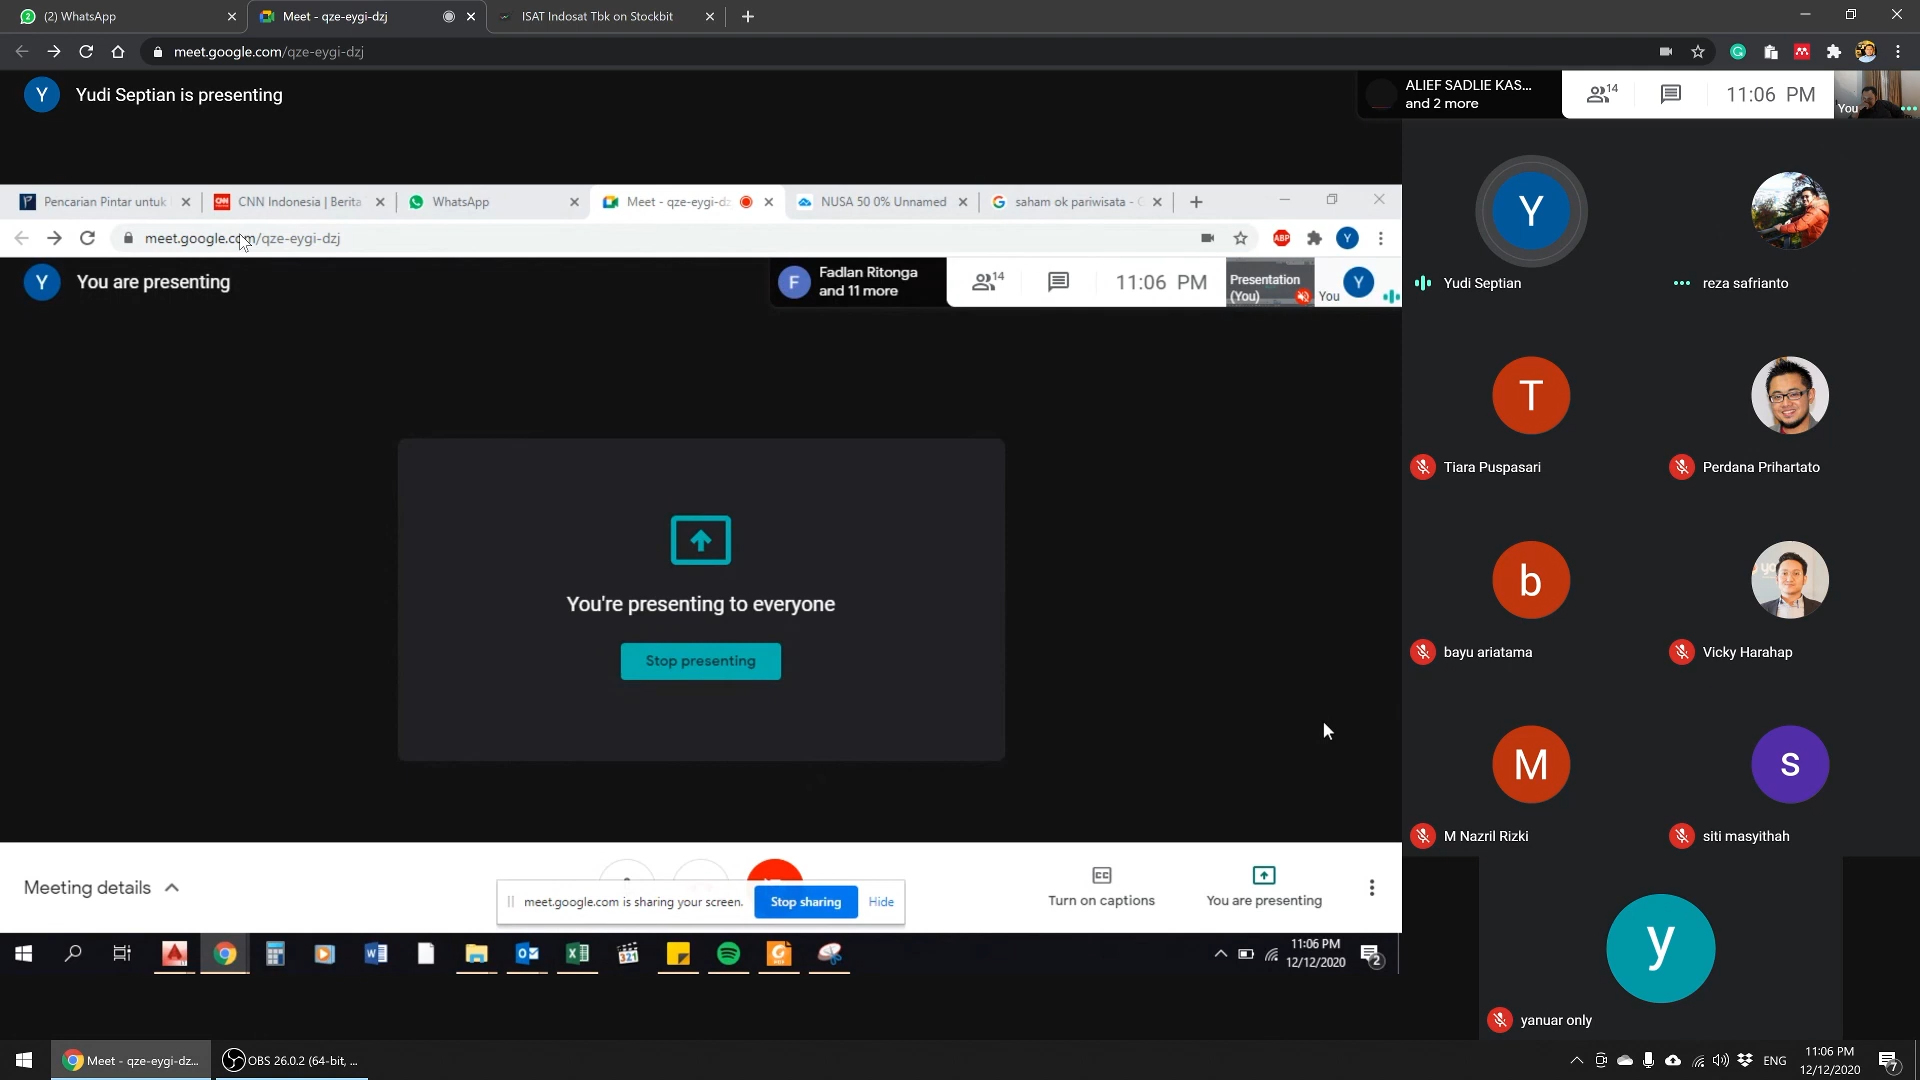 (2) WhatsApp
Meet - qze-eygi-dzj
ISAT Indosat Tbk on Stockbit
meet.google.com/qze-eygi-dzj
Y
Yudi Septian is presenting
ALIEF SADLIE KAS...
and 2 more
14
11:06 PM
You
Pencarian Pintar untuk
CNN Indonesia | Berita
WhatsApp
Meet - qze-eygi-dz
NUSA 50 0% Unnamed
saham ok pariwisata - G
meet.google.com/qze-eygi-dzj
ABP
Y
Y
You are presenting
F
Fadlan Ritonga
and 11 more
14
11:06 PM
Presentation
(You)
You
Y
You're presenting to everyone
Stop presenting
Meeting details
meet.google.com is sharing your screen.
Stop sharing
Hide
CC
Turn on captions
You are presenting
321
11:06 PM
12/12/2020
2
Y
Yudi Septian
reza safrianto
T
Tiara Puspasari
Perdana Prihartato
b
bayu ariatama
Vicky Harahap
M
M Nazril Rizki
s
siti masyithah
y
yanuar only
Meet - qze-eygi-dz...
OBS 26.0.2 (64-bit, ...
ENG
11:06 PM
12/12/2020
7